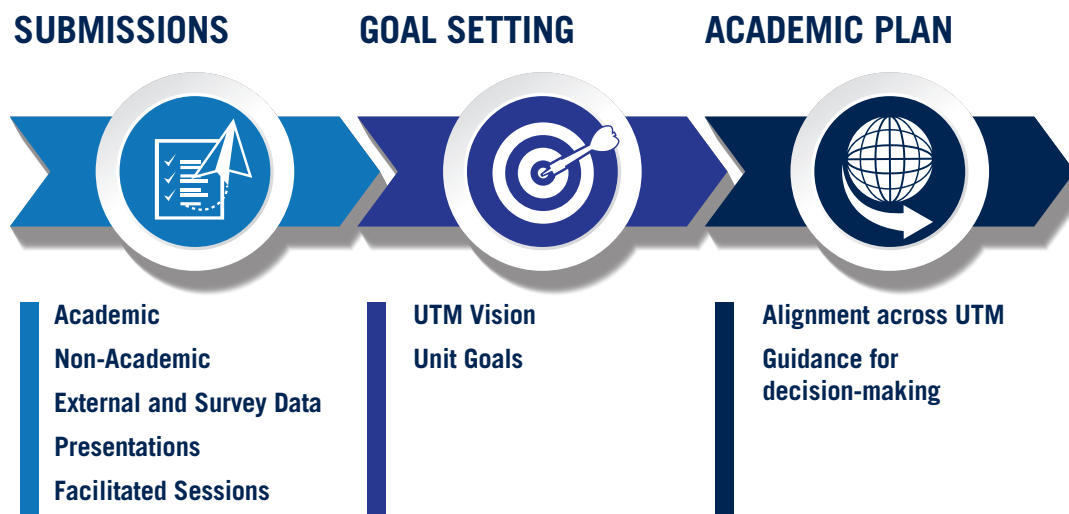 SUBMISSIONS
GOAL SETTING
ACADEMIC PLAN
Academic
Non-Academic
External and Survey Data
Presentations
Facilitated Sessions
UTM Vision
Unit Goals
Alignment across UTM
Guidance for
decision-making